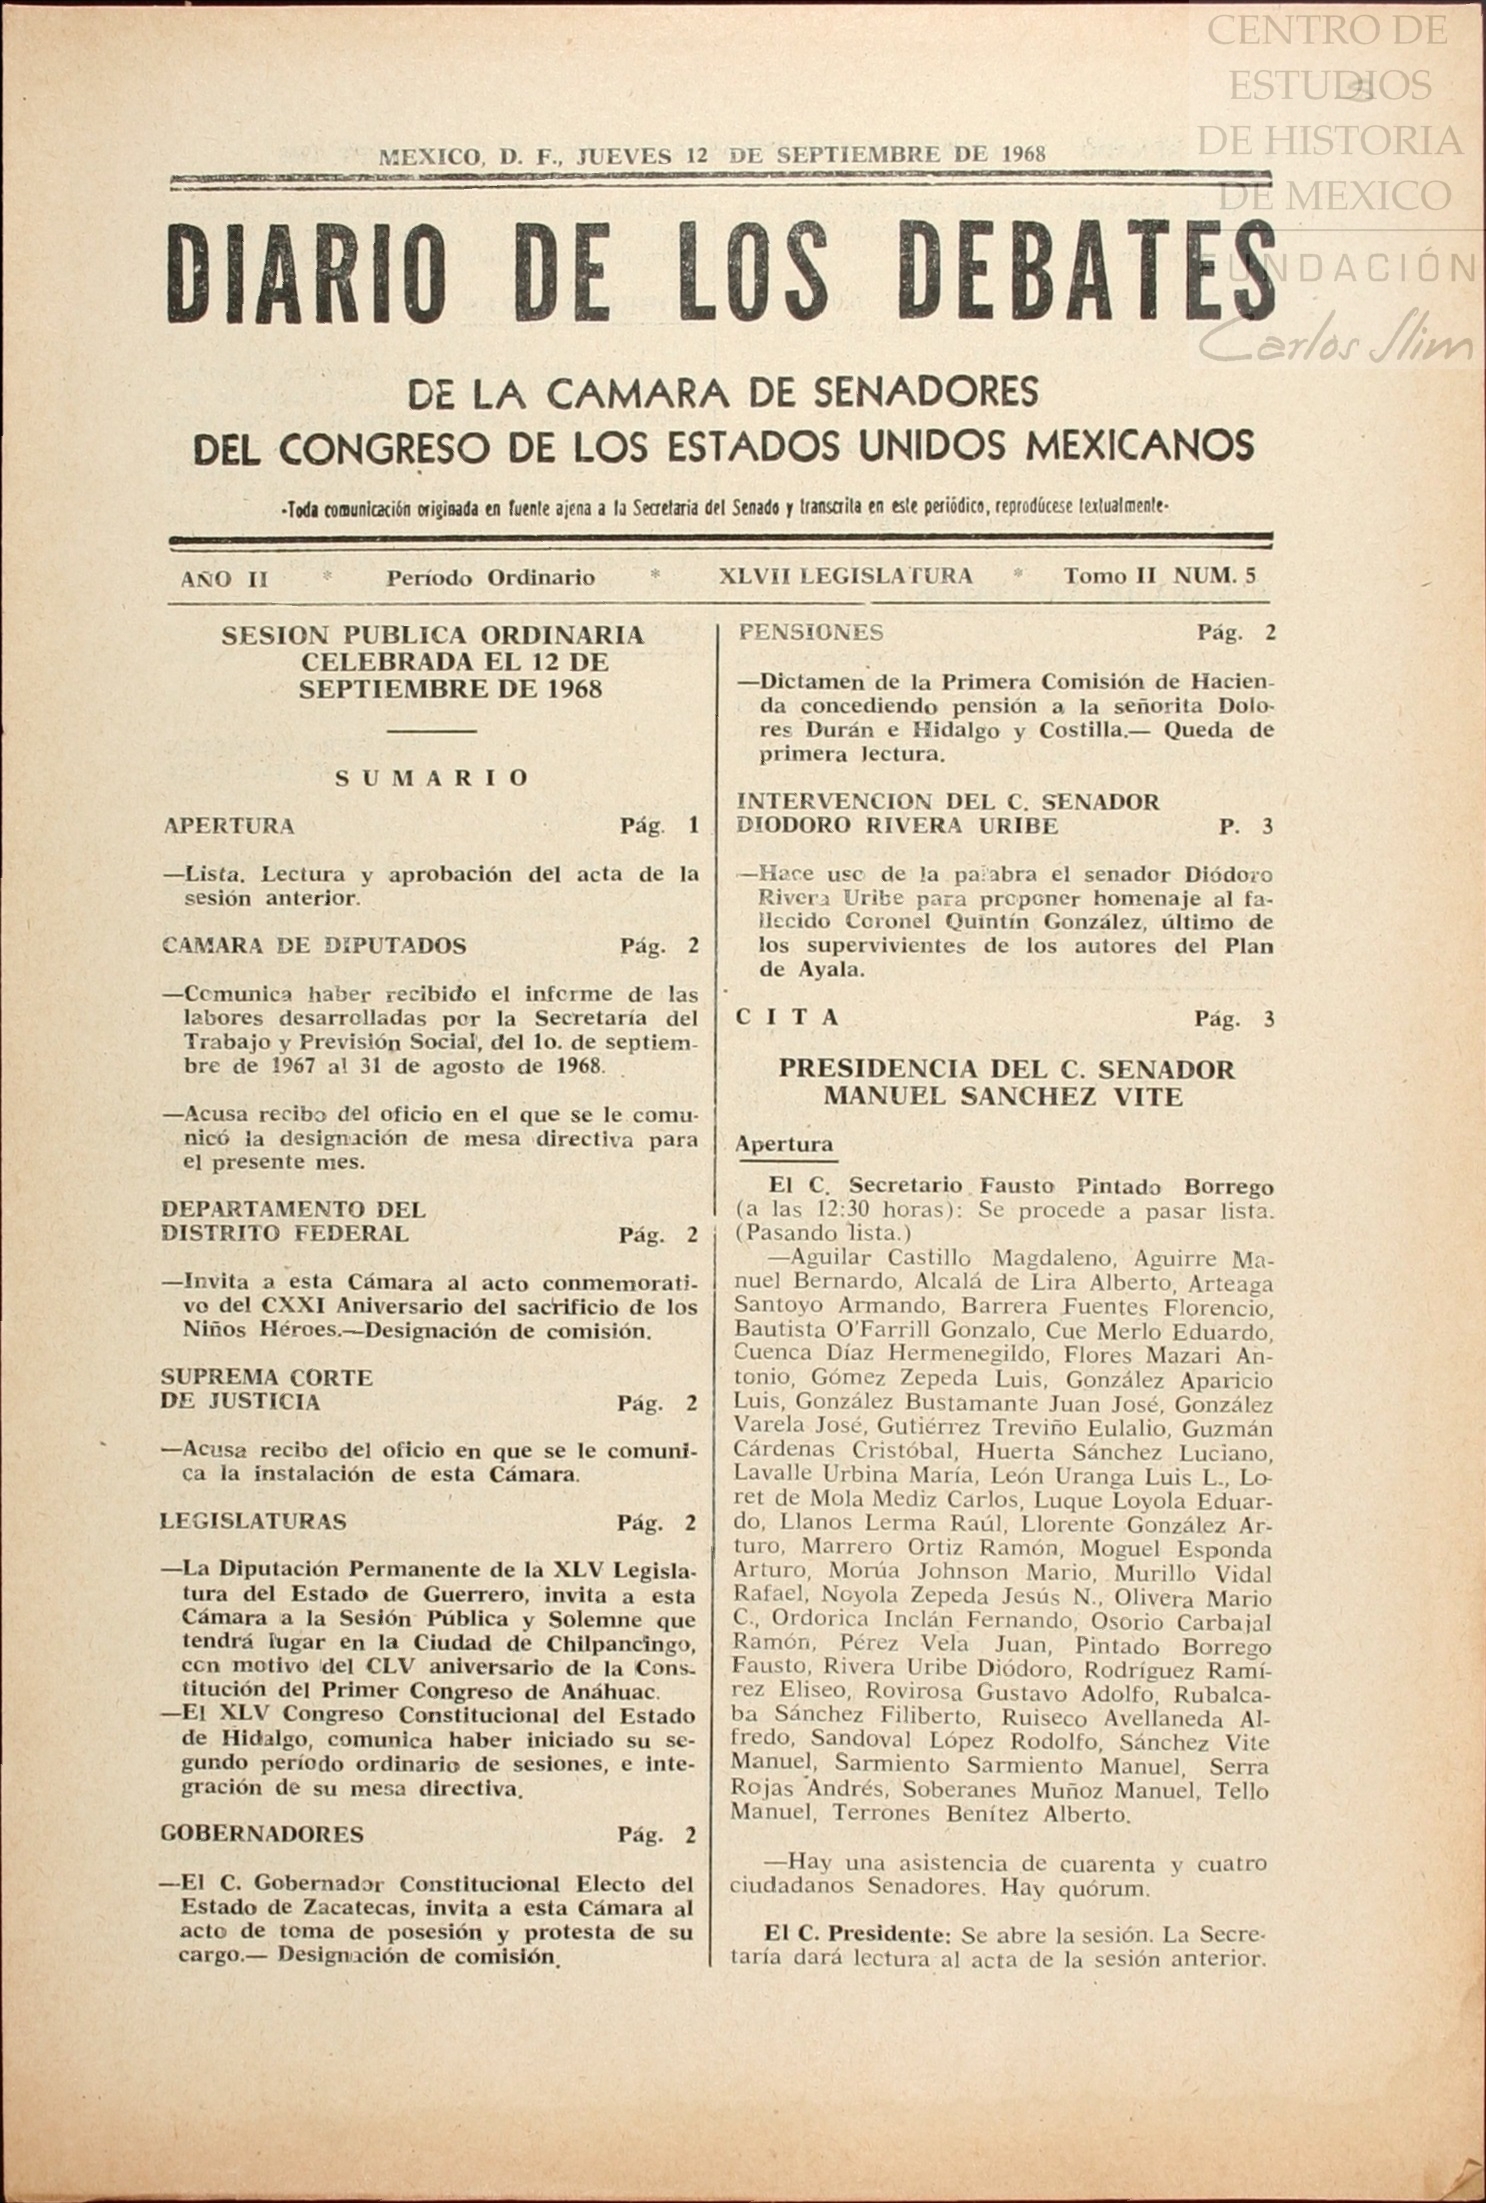 CENTRO DE
ESTUDIOS
DE HISTORIA
DE MEXICO
FUNDACIÓN
Carlos Slim
MEXICO, D. F., JUEVES 12 DE SEPTIEMBRE DE 1968
DIARIO DE LOS DEBATES
DE LA CAMARA DE SENADORES
DEL CONGRESO DE LOS ESTADOS UNIDOS MEXICANOS
-Toda comunicación originada en fuente ajena a la Secretaria del Senado y transcrita en este periódico, reprodúcese textualmente-
AÑO II * Período Ordinario * XLVII LEGISLATURA * Tomo II NUM. 5
SESION PUBLICA ORDINARIA
CELEBRADA EL 12 DE
SEPTIEMBRE DE 1968
SUMARIO
APERTURA Pág. 1
—Lista. Lectura y aprobación del acta de la
sesión anterior.
CAMARA DE DIPUTADOS Pág. 2
—Comunica haber recibido el informe de las
labores desarrolladas por la Secretaría del
Trabajo y Previsión Social, del 1o. de septiem-
bre de 1967 al 31 de agosto de 1968.
—Acusa recibo del oficio en el que se le comu-
nicó la designación de mesa directiva para
el presente mes.
DEPARTAMENTO DEL
DISTRITO FEDERAL Pág. 2
—Invita a esta Cámara al acto conmemorati-
vo del CXXI Aniversario del sacrificio de los
Niños Héroes.—Designación de comisión.
SUPREMA CORTE
DE JUSTICIA Pág. 2
—Acusa recibo del oficio en que se le comuni-
ca la instalación de esta Cámara.
LEGISLATURAS Pág. 2
—La Diputación Permanente de la XLV Legisla-
tura del Estado de Guerrero, invita a esta
Cámara a la Sesión Pública y Solemne que
tendrá lugar en la Ciudad de Chilpancingo,
con motivo del CLV aniversario de la Cons-
titución del Primer Congreso de Anáhuac.
—El XLV Congreso Constitucional del Estado
de Hidalgo, comunica haber iniciado su se-
gundo período ordinario de sesiones, e inte-
gración de su mesa directiva.
GOBERNADORES Pág. 2
—El C. Gobernador Constitucional Electo del
Estado de Zacatecas, invita a esta Cámara al
acto de toma de posesión y protesta de su
cargo.— Designación de comisión.
PENSIONES Pág. 2
—Dictamen de la Primera Comisión de Hacien-
da concediendo pensión a la señorita Dolo-
res Durán e Hidalgo y Costilla.— Queda de
primera lectura.
INTERVENCION DEL C. SENADOR
DIODORO RIVERA URIBE P. 3
—Hace uso de la palabra el senador Diódoro
Rivera Uribe para proponer homenaje al fa-
llecido Coronel Quintín González, último de
los supervivientes de los autores del Plan
de Ayala.
CITA Pág. 3
PRESIDENCIA DEL C. SENADOR
MANUEL SANCHEZ VITE
Apertura
El C. Secretario Fausto Pintado Borrego
(a las 12:30 horas): Se procede a pasar lista.
(Pasando lista.)
—Aguilar Castillo Magdaleno, Aguirre Ma-
nuel Bernardo, Alcalá de Lira Alberto, Arteaga
Santoyo Armando, Barrera Fuentes Florencio,
Bautista O'Farrill Gonzalo, Cue Merlo Eduardo,
Cuenca Díaz Hermenegildo, Flores Mazari An-
tonio, Gómez Zepeda Luis, González Aparicio
Luis, González Bustamante Juan José, González
Varela José, Gutiérrez Treviño Eulalio, Guzmán
Cárdenas Cristóbal, Huerta Sánchez Luciano,
Lavalle Urbina María, León Uranga Luis L., Lo-
ret de Mola Mediz Carlos, Luque Loyola Eduar-
do, Llanos Lerma Raúl, Llorente González Ar-
turo, Marrero Ortiz Ramón, Moguel Esponda
Arturo, Morúa Johnson Mario, Murillo Vidal
Rafael, Noyola Zepeda Jesús N., Olivera Mario
C., Ordorica Inclán Fernando, Osorio Carbajal
Ramón, Pérez Vela Juan, Pintado Borrego
Fausto, Rivera Uribe Diódoro, Rodríguez Ramí-
rez Eliseo, Rovirosa Gustavo Adolfo, Rubalca-
ba Sánchez Filiberto, Ruiseco Avellaneda Al-
fredo, Sandoval López Rodolfo, Sánchez Vite
Manuel, Sarmiento Sarmiento Manuel, Serra
Rojas Andrés, Soberanes Muñoz Manuel, Tello
Manuel, Terrones Benítez Alberto.
—Hay una asistencia de cuarenta y cuatro
ciudadanos Senadores. Hay quórum.
El C. Presidente: Se abre la sesión. La Secre-
taría dará lectura al acta de la sesión anterior.